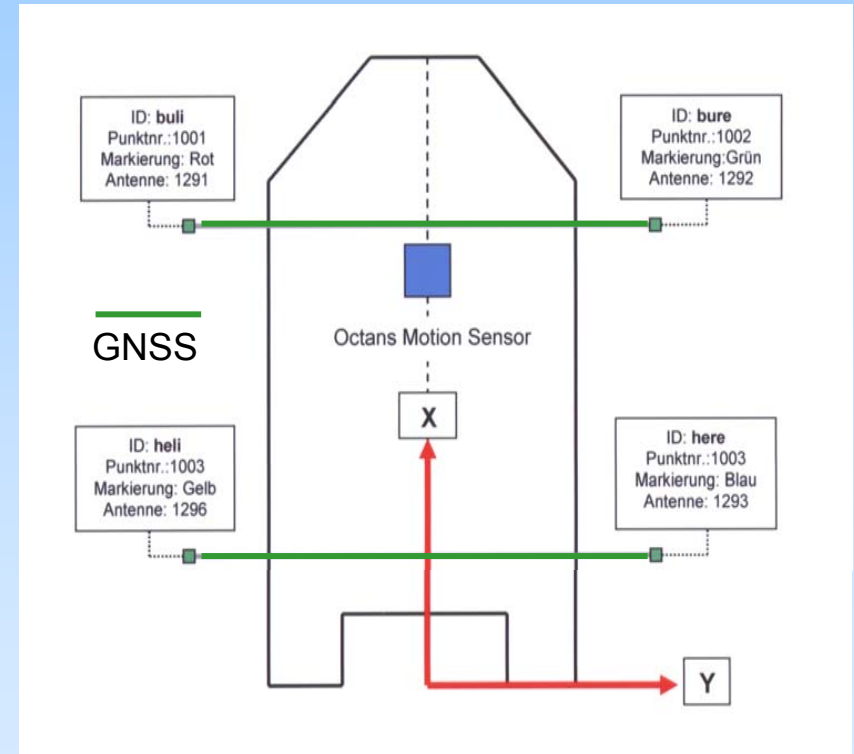 ID: buli
Punktnr.:1001
Markierung: Rot
Antenne: 1291
ID: bure
Punktnr.:1002
Markierung:Grün
Antenne: 1292
GNSS
Octans Motion Sensor
X
ID: heli
Punktnr.:1003
Markierung: Gelb
Antenne: 1296
ID: here
Punktnr.:1003
Markierung: Blau
Antenne: 1293
Y